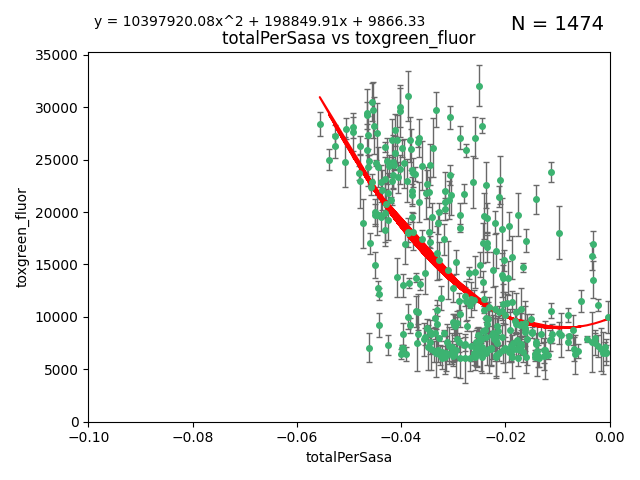 y = 10397920.08x^2 + 198849.91x + 9866.33
N = 1474
totalPerSasa vs toxgreen_fluor
35000
30000
25000
20000
15000
10000
5000
0
toxgreen_fluor
−0.10
−0.08
−0.06
−0.04
−0.02
0.00
totalPerSasa